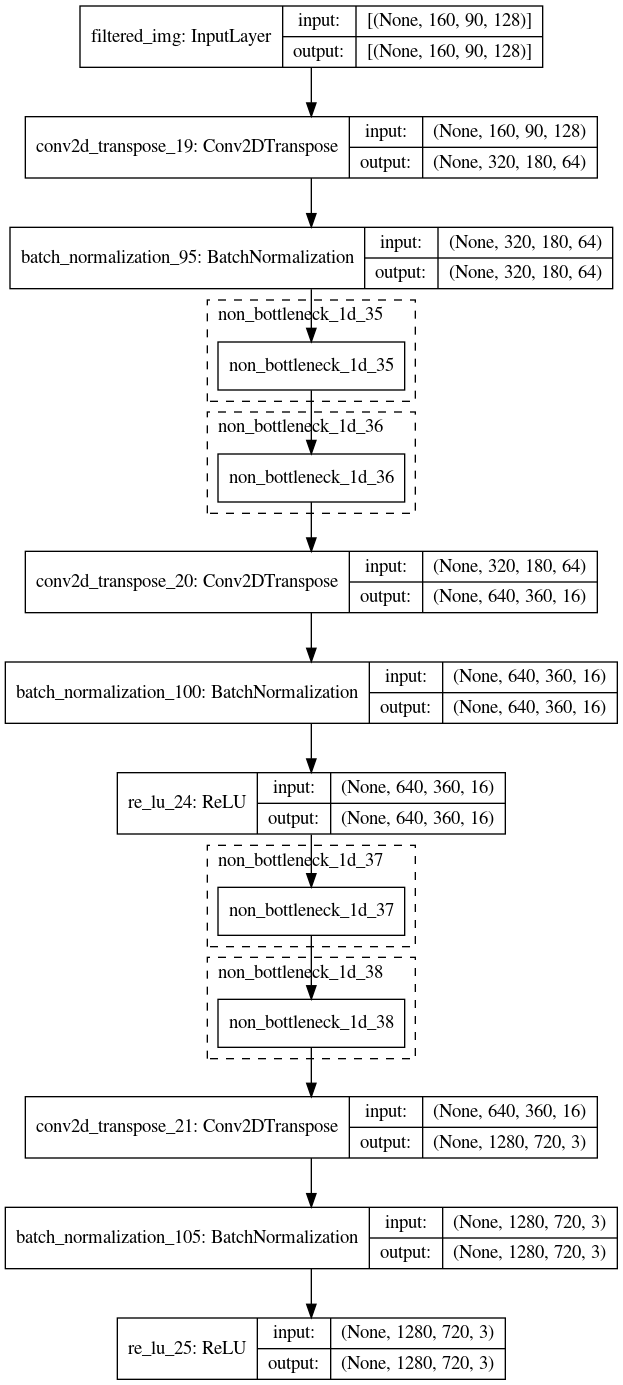 filtered_img: InputLayer
input: [(None, 160, 90, 128)]
output: [(None, 160, 90, 128)]
conv2d_transpose_19: Conv2DTranspose
input: (None, 160, 90, 128)
output: (None, 320, 180, 64)
batch_normalization_95: BatchNormalization
input: (None, 320, 180, 64)
output: (None, 320, 180, 64)
non_bottleneck_1d_35
non_bottleneck_1d_35
non_bottleneck_1d_36
non_bottleneck_1d_36
conv2d_transpose_20: Conv2DTranspose
input: (None, 320, 180, 64)
output: (None, 640, 360, 16)
batch_normalization_100: BatchNormalization
input: (None, 640, 360, 16)
output: (None, 640, 360, 16)
re_lu_24: ReLU
input: (None, 640, 360, 16)
output: (None, 640, 360, 16)
non_bottleneck_1d_37
non_bottleneck_1d_37
non_bottleneck_1d_38
non_bottleneck_1d_38
conv2d_transpose_21: Conv2DTranspose
input: (None, 640, 360, 16)
output: (None, 1280, 720, 3)
batch_normalization_105: BatchNormalization
input: (None, 1280, 720, 3)
output: (None, 1280, 720, 3)
re_lu_25: ReLU
input: (None, 1280, 720, 3)
output: (None, 1280, 720, 3)